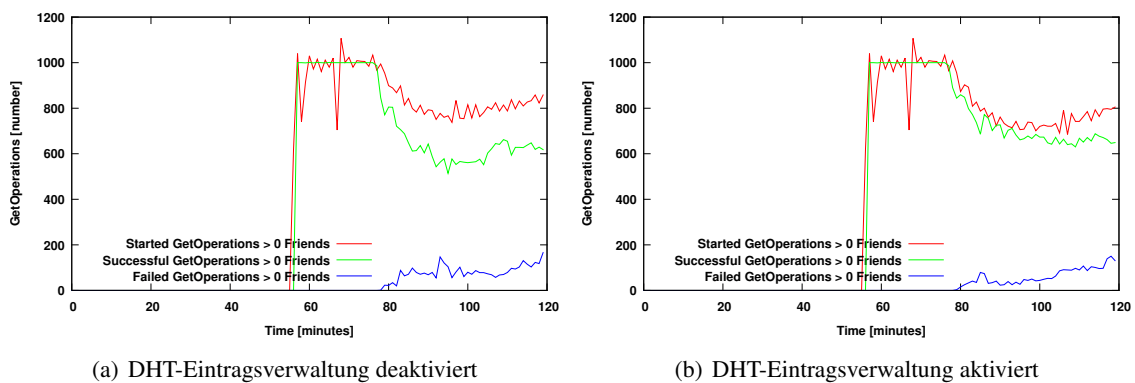 1200
1000
800
600
400
200
0
GetOperations [number]
Started GetOperations > 0 Friends
Successful GetOperations > 0 Friends
Failed GetOperations > 0 Friends
0 20 40 60 80 100 120
Time [minutes]
(a) DHT-Eintragsverwaltung deaktiviert
1200
1000
800
600
400
200
0
GetOperations [number]
Started GetOperations > 0 Friends
Successful GetOperations > 0 Friends
Failed GetOperations > 0 Friends
0 20 40 60 80 100 120
Time [minutes]
(b) DHT-Eintragsverwaltung aktiviert